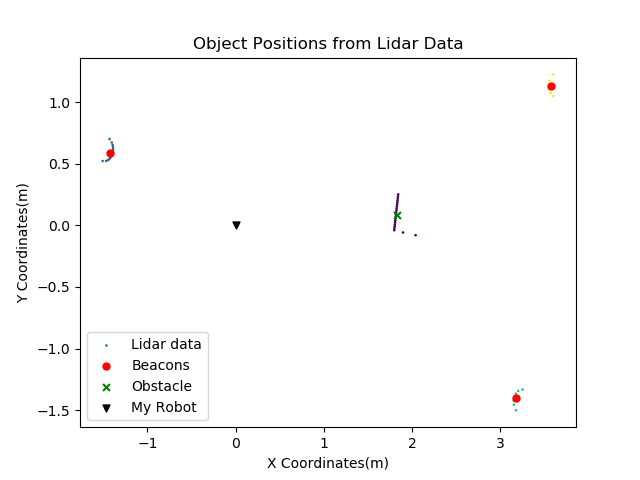 Object Positions from Lidar Data
Y Coordinates(m)
1.0
0.5
0.0
−0.5
−1.0
−1.5
Lidar data
Beacons
Obstacle
My Robot
−1
0
1
2
3
X Coordinates(m)